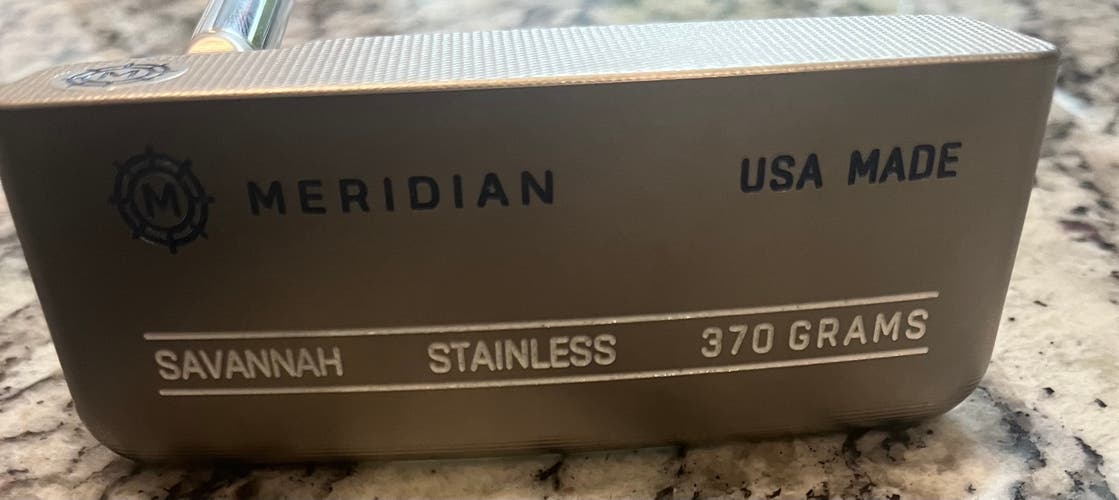 M
M MERIDIAN USA MADE
SAVANNAH STAINLESS 370 GRAMS